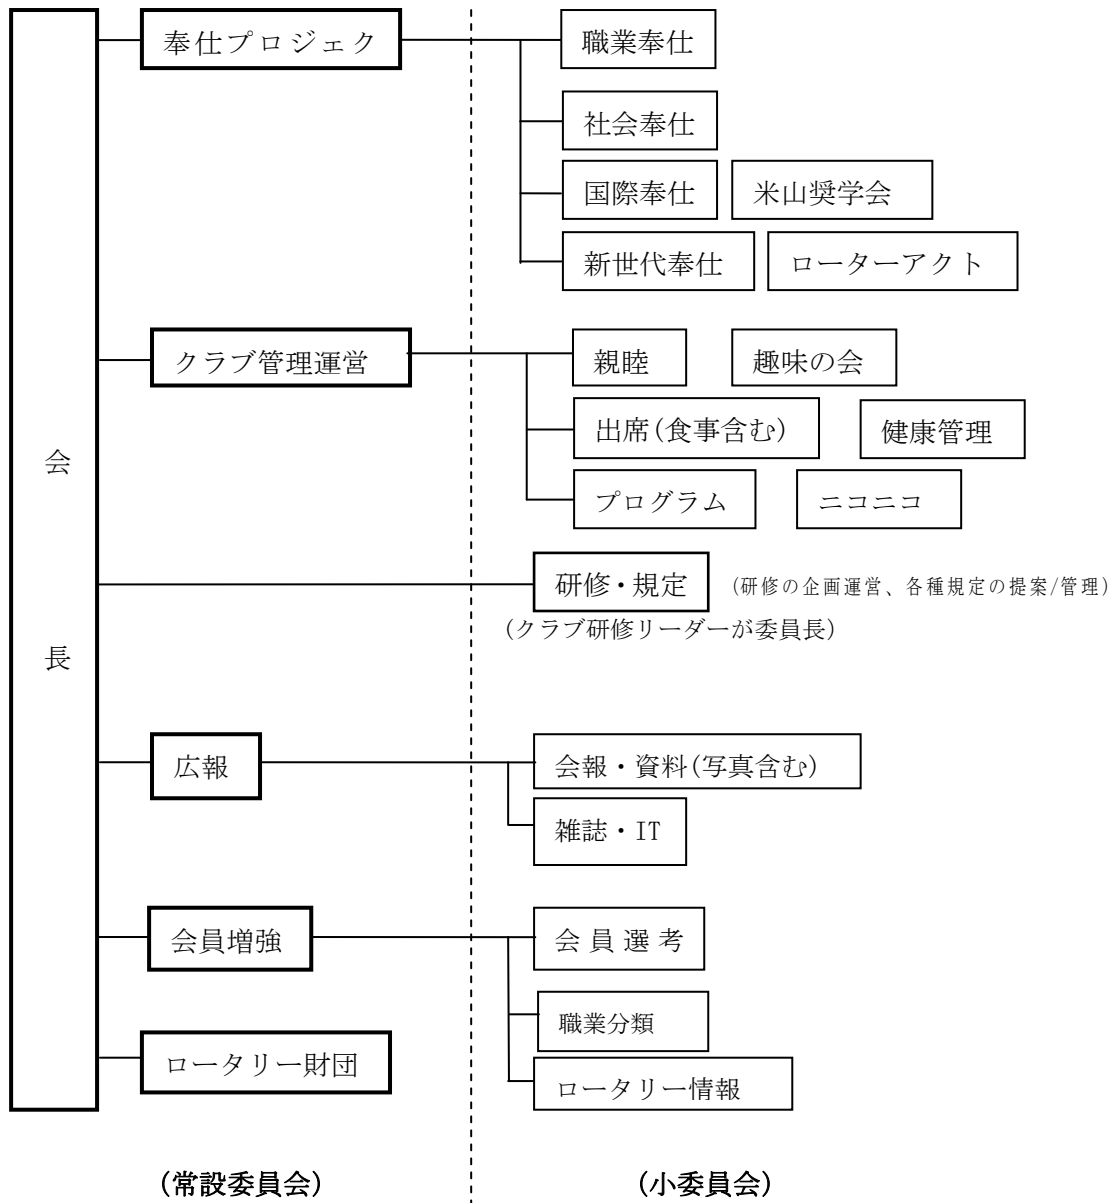 奉仕プロジェク
職業奉仕
社会奉仕
国際奉仕 米山奨学会
新世代奉仕 ローターアクト
クラブ管理運営
親睦 趣味の会
出席(食事含む) 健康管理
プログラム ニコニコ
会長
研修・規定 (研修の企画運営、各種規定の提案/管理)
(クラブ研修リーダーが委員長)
広報
会報・資料(写真含む)
雑誌・IT
会員増強
会員選考
職業分類
ロータリー財団
ロータリー情報
(常設委員会) (小委員会)